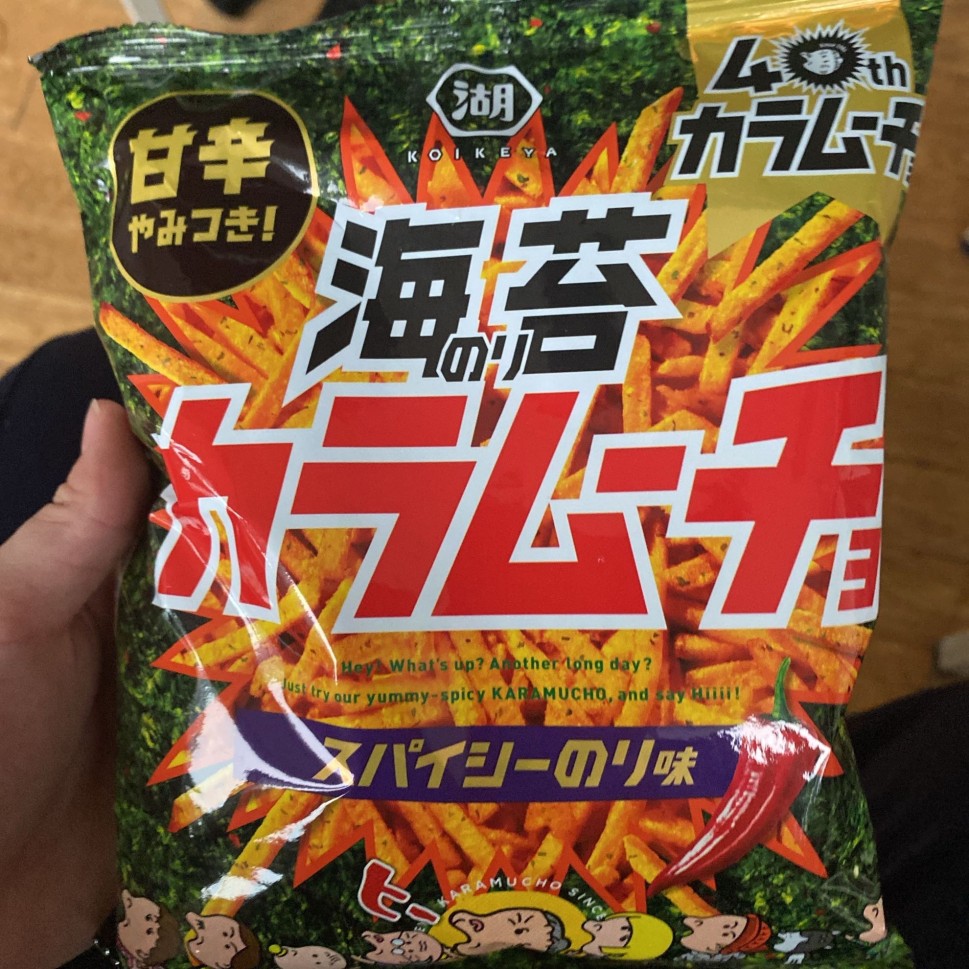 湖
KOIKEYA
40th
カラムーチョ
甘辛
やみつき!
海苔
のり
カラムーチョ
Hey! What's up? Another long day?
Just try our yummy-spicy KARAMUCHO, and say Hiiii!
スパイシーのり味
ヒー
KARAMUCHO SINCE